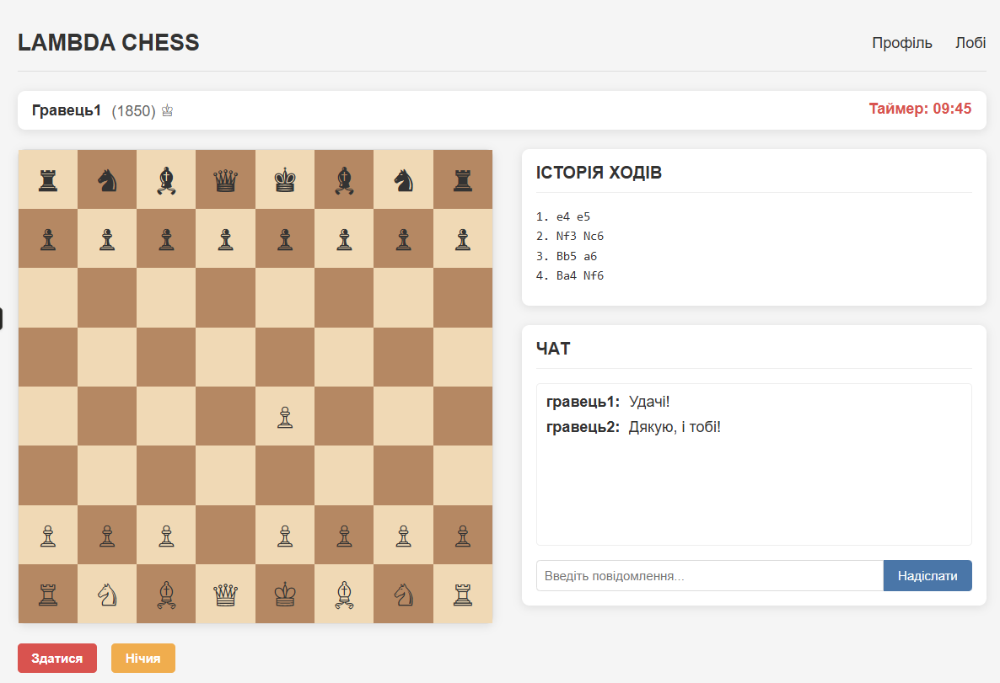 LAMBDA CHESS
Профіль Лобі
Гравець1 (1850) ♔
Таймер: 09:45
ІСТОРІЯ ХОДІВ
1. e4 e5
2. Nf3 Nc6
3. Bb5 a6
4. Ba4 Nf6
ЧАТ
гравець1: Удачі!
гравець2: Дякую, і тобі!
Введіть повідомлення...
Надіслати
Здатися
Нічия